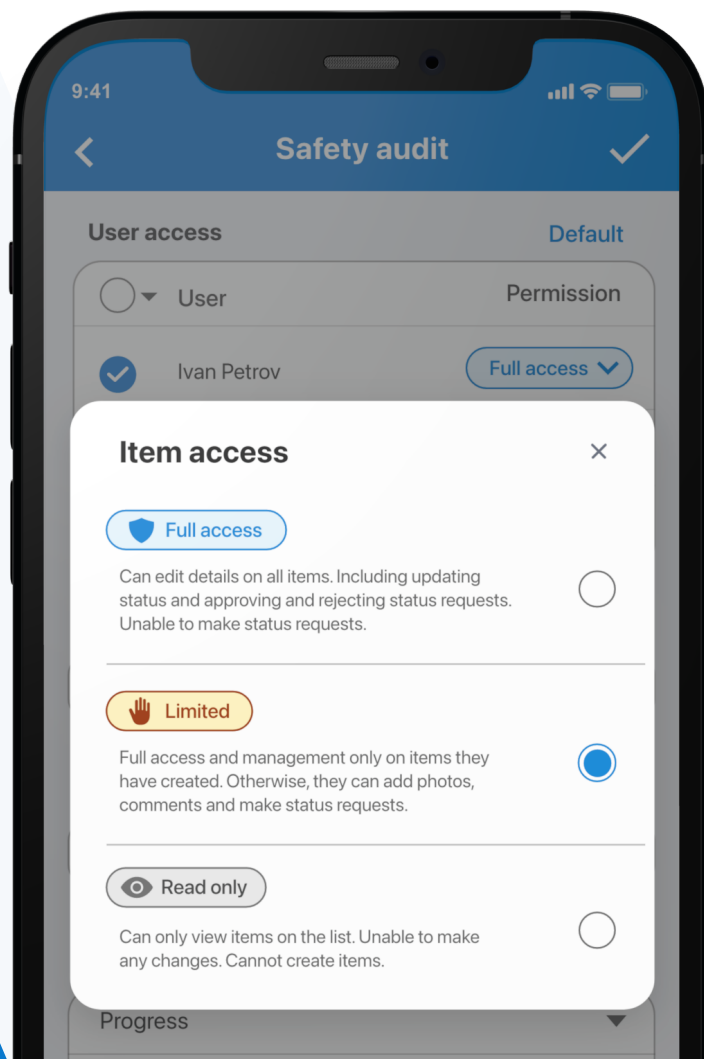 9:41
Safety audit
User access
Default
User
Permission
Ivan Petrov
Full access
Item access
Full access
Can edit details on all items. Including updating
status and approving and rejecting status requests.
Unable to make status requests.
Limited
Full access and management only on items they
have created. Otherwise, they can add photos,
comments and make status requests.
Read only
Can only view items on the list. Unable to make
any changes. Cannot create items.
Progress